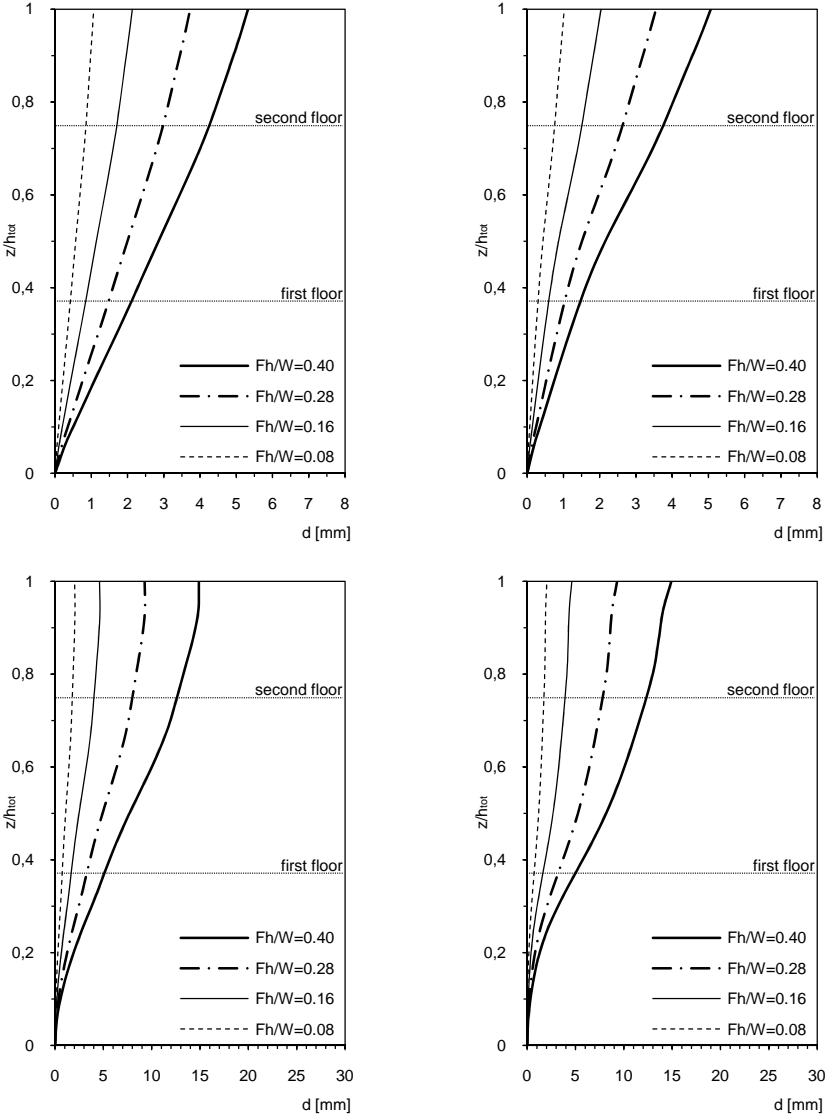 1
0,8
0,6
0,4
0,2
0
z/htot
second floor
first floor
Fh/W=0.40
Fh/W=0.28
Fh/W=0.16
Fh/W=0.08
0 1 2 3 4 5 6 7 8
d [mm]
1
0,8
0,6
0,4
0,2
0
z/htot
second floor
first floor
Fh/W=0.40
Fh/W=0.28
Fh/W=0.16
Fh/W=0.08
0 1 2 3 4 5 6 7 8
d [mm]
1
0,8
0,6
0,4
0,2
0
z/htot
second floor
first floor
Fh/W=0.40
Fh/W=0.28
Fh/W=0.16
Fh/W=0.08
0 5 10 15 20 25 30
d [mm]
1
0,8
0,6
0,4
0,2
0
z/htot
second floor
first floor
Fh/W=0.40
Fh/W=0.28
Fh/W=0.16
Fh/W=0.08
0 5 10 15 20 25 30
d [mm]